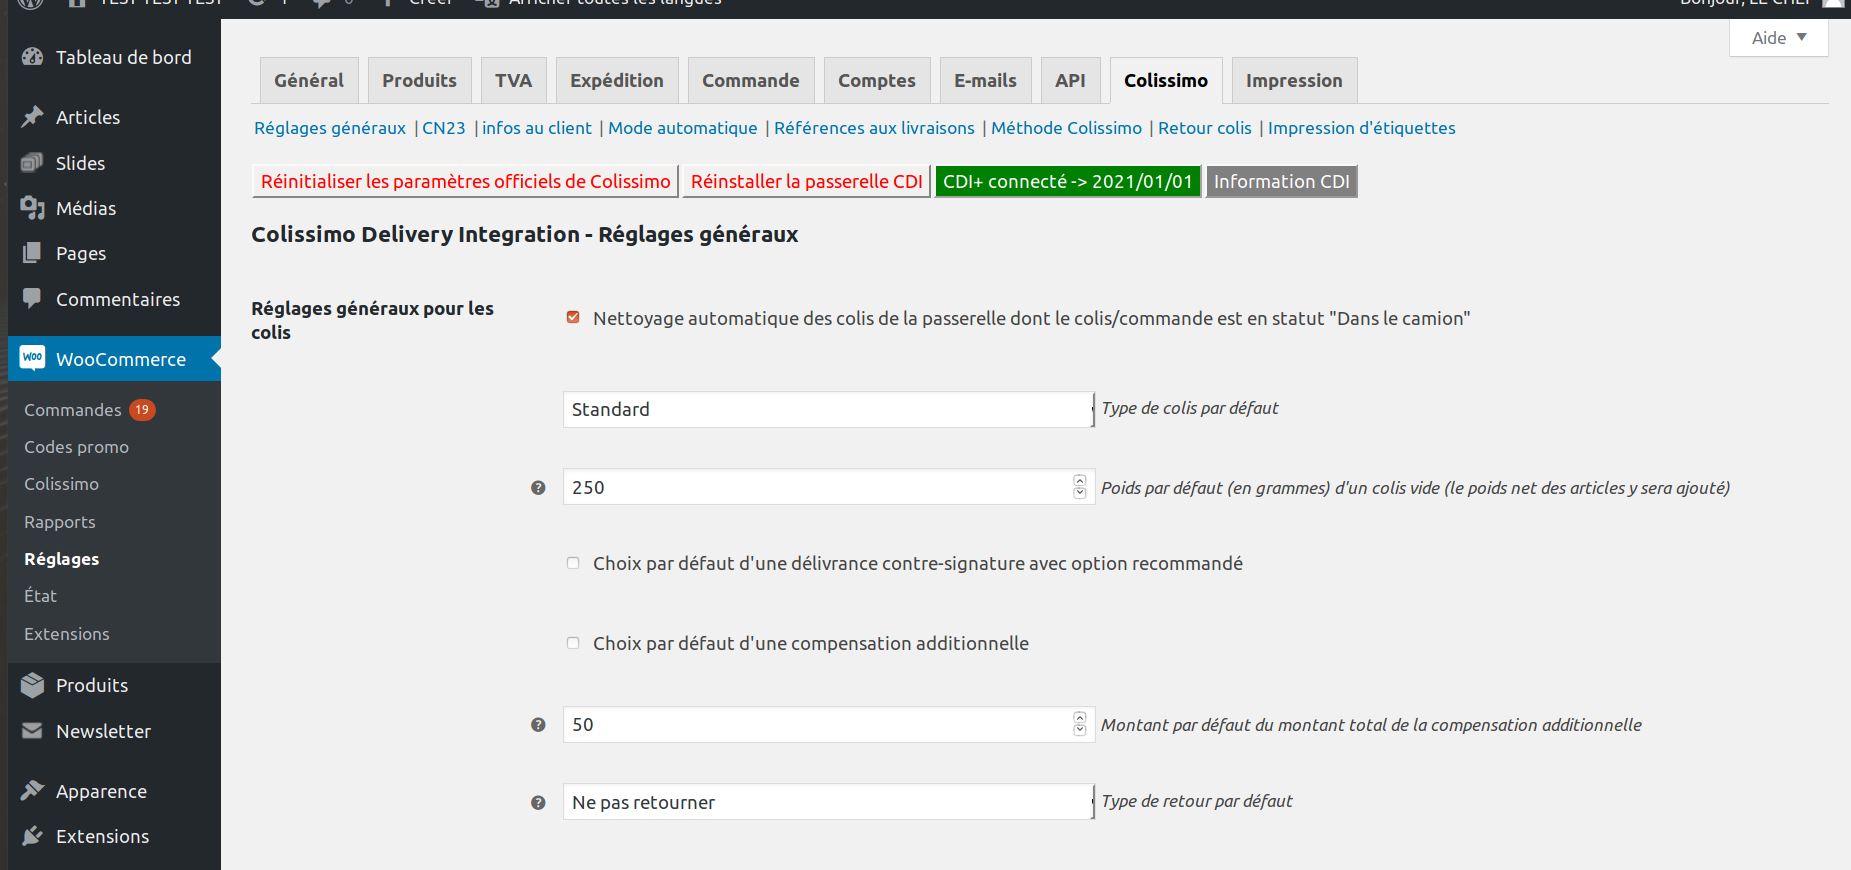 TEST TEST TEST
Créer
Afficher toutes les langues
Bonjour, LE CHEF
Aide
Tableau de bord
Articles
Slides
Médias
Pages
Commentaires
WooCommerce
Commandes 19
Codes promo
Colissimo
Rapports
Réglages
État
Extensions
Produits
Newsletter
Apparence
Extensions
Général Produits TVA Expédition Commande Comptes E-mails API Colissimo Impression
Réglages généraux | CN23 | infos au client | Mode automatique | Références aux livraisons | Méthode Colissimo | Retour colis | Impression d'étiquettes
Réinitialiser les paramètres officiels de Colissimo Réinstaller la passerelle CDI CDI+ connecté -> 2021/01/01 Information CDI
Colissimo Delivery Integration - Réglages généraux
Réglages généraux pour les
colis
Nettoyage automatique des colis de la passerelle dont le colis/commande est en statut "Dans le camion"
Standard Type de colis par défaut
250 Poids par défaut (en grammes) d'un colis vide (le poids net des articles y sera ajouté)
Choix par défaut d'une délivrance contre-signature avec option recommandé
Choix par défaut d'une compensation additionnelle
50 Montant par défaut du montant total de la compensation additionnelle
Ne pas retourner Type de retour par défaut